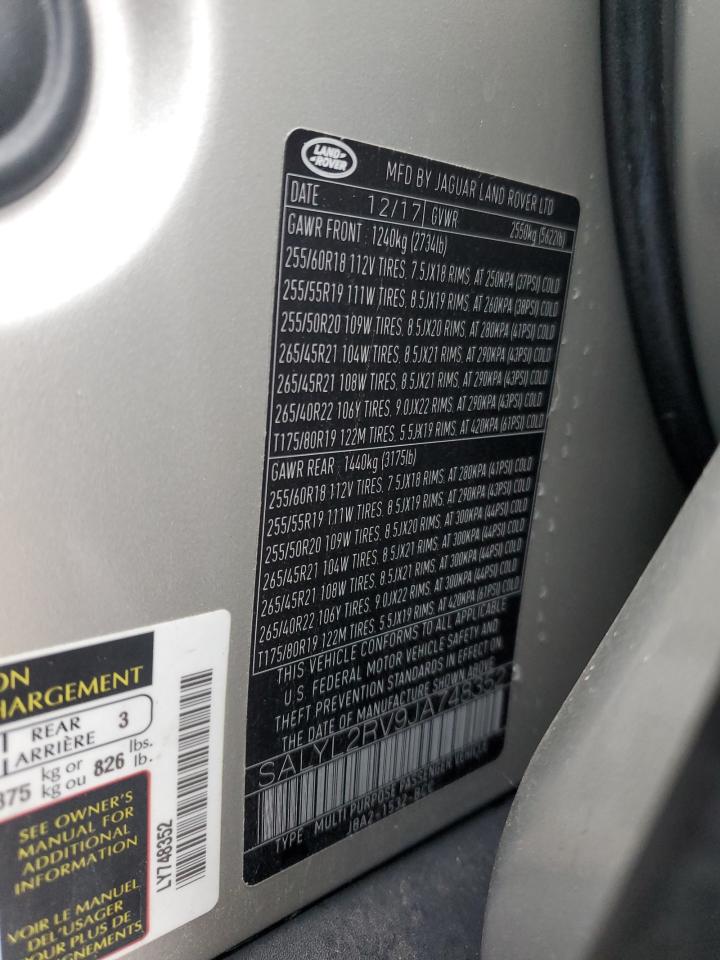 LAND
ROVER
MFD BY JAGUAR LAND ROVER LTD
DATE 12/17 GVWR 2550kg (5622lb)
GAWR FRONT 1240kg (2734lb)
255/60R18 112V TIRES, 7.5JX18 RIMS, AT 250KPA (37PSI) COLD
255/55R19 111W TIRES, 8.5JX19 RIMS, AT 260KPA (38PSI) COLD
255/50R20 109W TIRES, 8.5JX20 RIMS, AT 280KPA (41PSI) COLD
265/45R21 104W TIRES, 8.5JX21 RIMS, AT 290KPA (43PSI) COLD
265/45R21 108W TIRES, 8.5JX21 RIMS, AT 290KPA (43PSI) COLD
265/40R22 106Y TIRES, 9.0JX22 RIMS, AT 290KPA (43PSI) COLD
T175/80R19 122M TIRES, 5.5JX19 RIMS, AT 420KPA (61PSI) COLD
GAWR REAR 1440kg (3175lb)
255/60R18 112V TIRES, 7.5JX18 RIMS, AT 280KPA (41PSI) COLD
255/55R19 111W TIRES, 8.5JX19 RIMS, AT 290KPA (43PSI) COLD
255/50R20 109W TIRES, 8.5JX20 RIMS, AT 300KPA (44PSI) COLD
265/45R21 104W TIRES, 8.5JX21 RIMS, AT 300KPA (44PSI) COLD
265/45R21 108W TIRES, 8.5JX21 RIMS, AT 300KPA (44PSI) COLD
265/40R22 106Y TIRES, 9.0JX22 RIMS, AT 300KPA (44PSI) COLD
T175/80R19 122M TIRES, 5.5JX19 RIMS, AT 420KPA (61PSI) COLD
THIS VEHICLE CONFORMS TO ALL APPLICABLE
U.S. FEDERAL MOTOR VEHICLE SAFETY AND
THEFT PREVENTION STANDARDS IN EFFECT ON
THE DATE OF MANUFACTURE SHOWN ABOVE
SALYL2RV9JA748352
TYPE MULTI PURPOSE PASSENGER VEHICLE
ON
HARGEMENT
REAR 3
ARRIÈRE
375 kg or 826 lbs.
kg ou lb.
SEE OWNER'S
MANUAL FOR
ADDITIONAL
INFORMATION
VOIR LE MANUEL
DEL'USAGER
POUR PLUS DE
LY748352